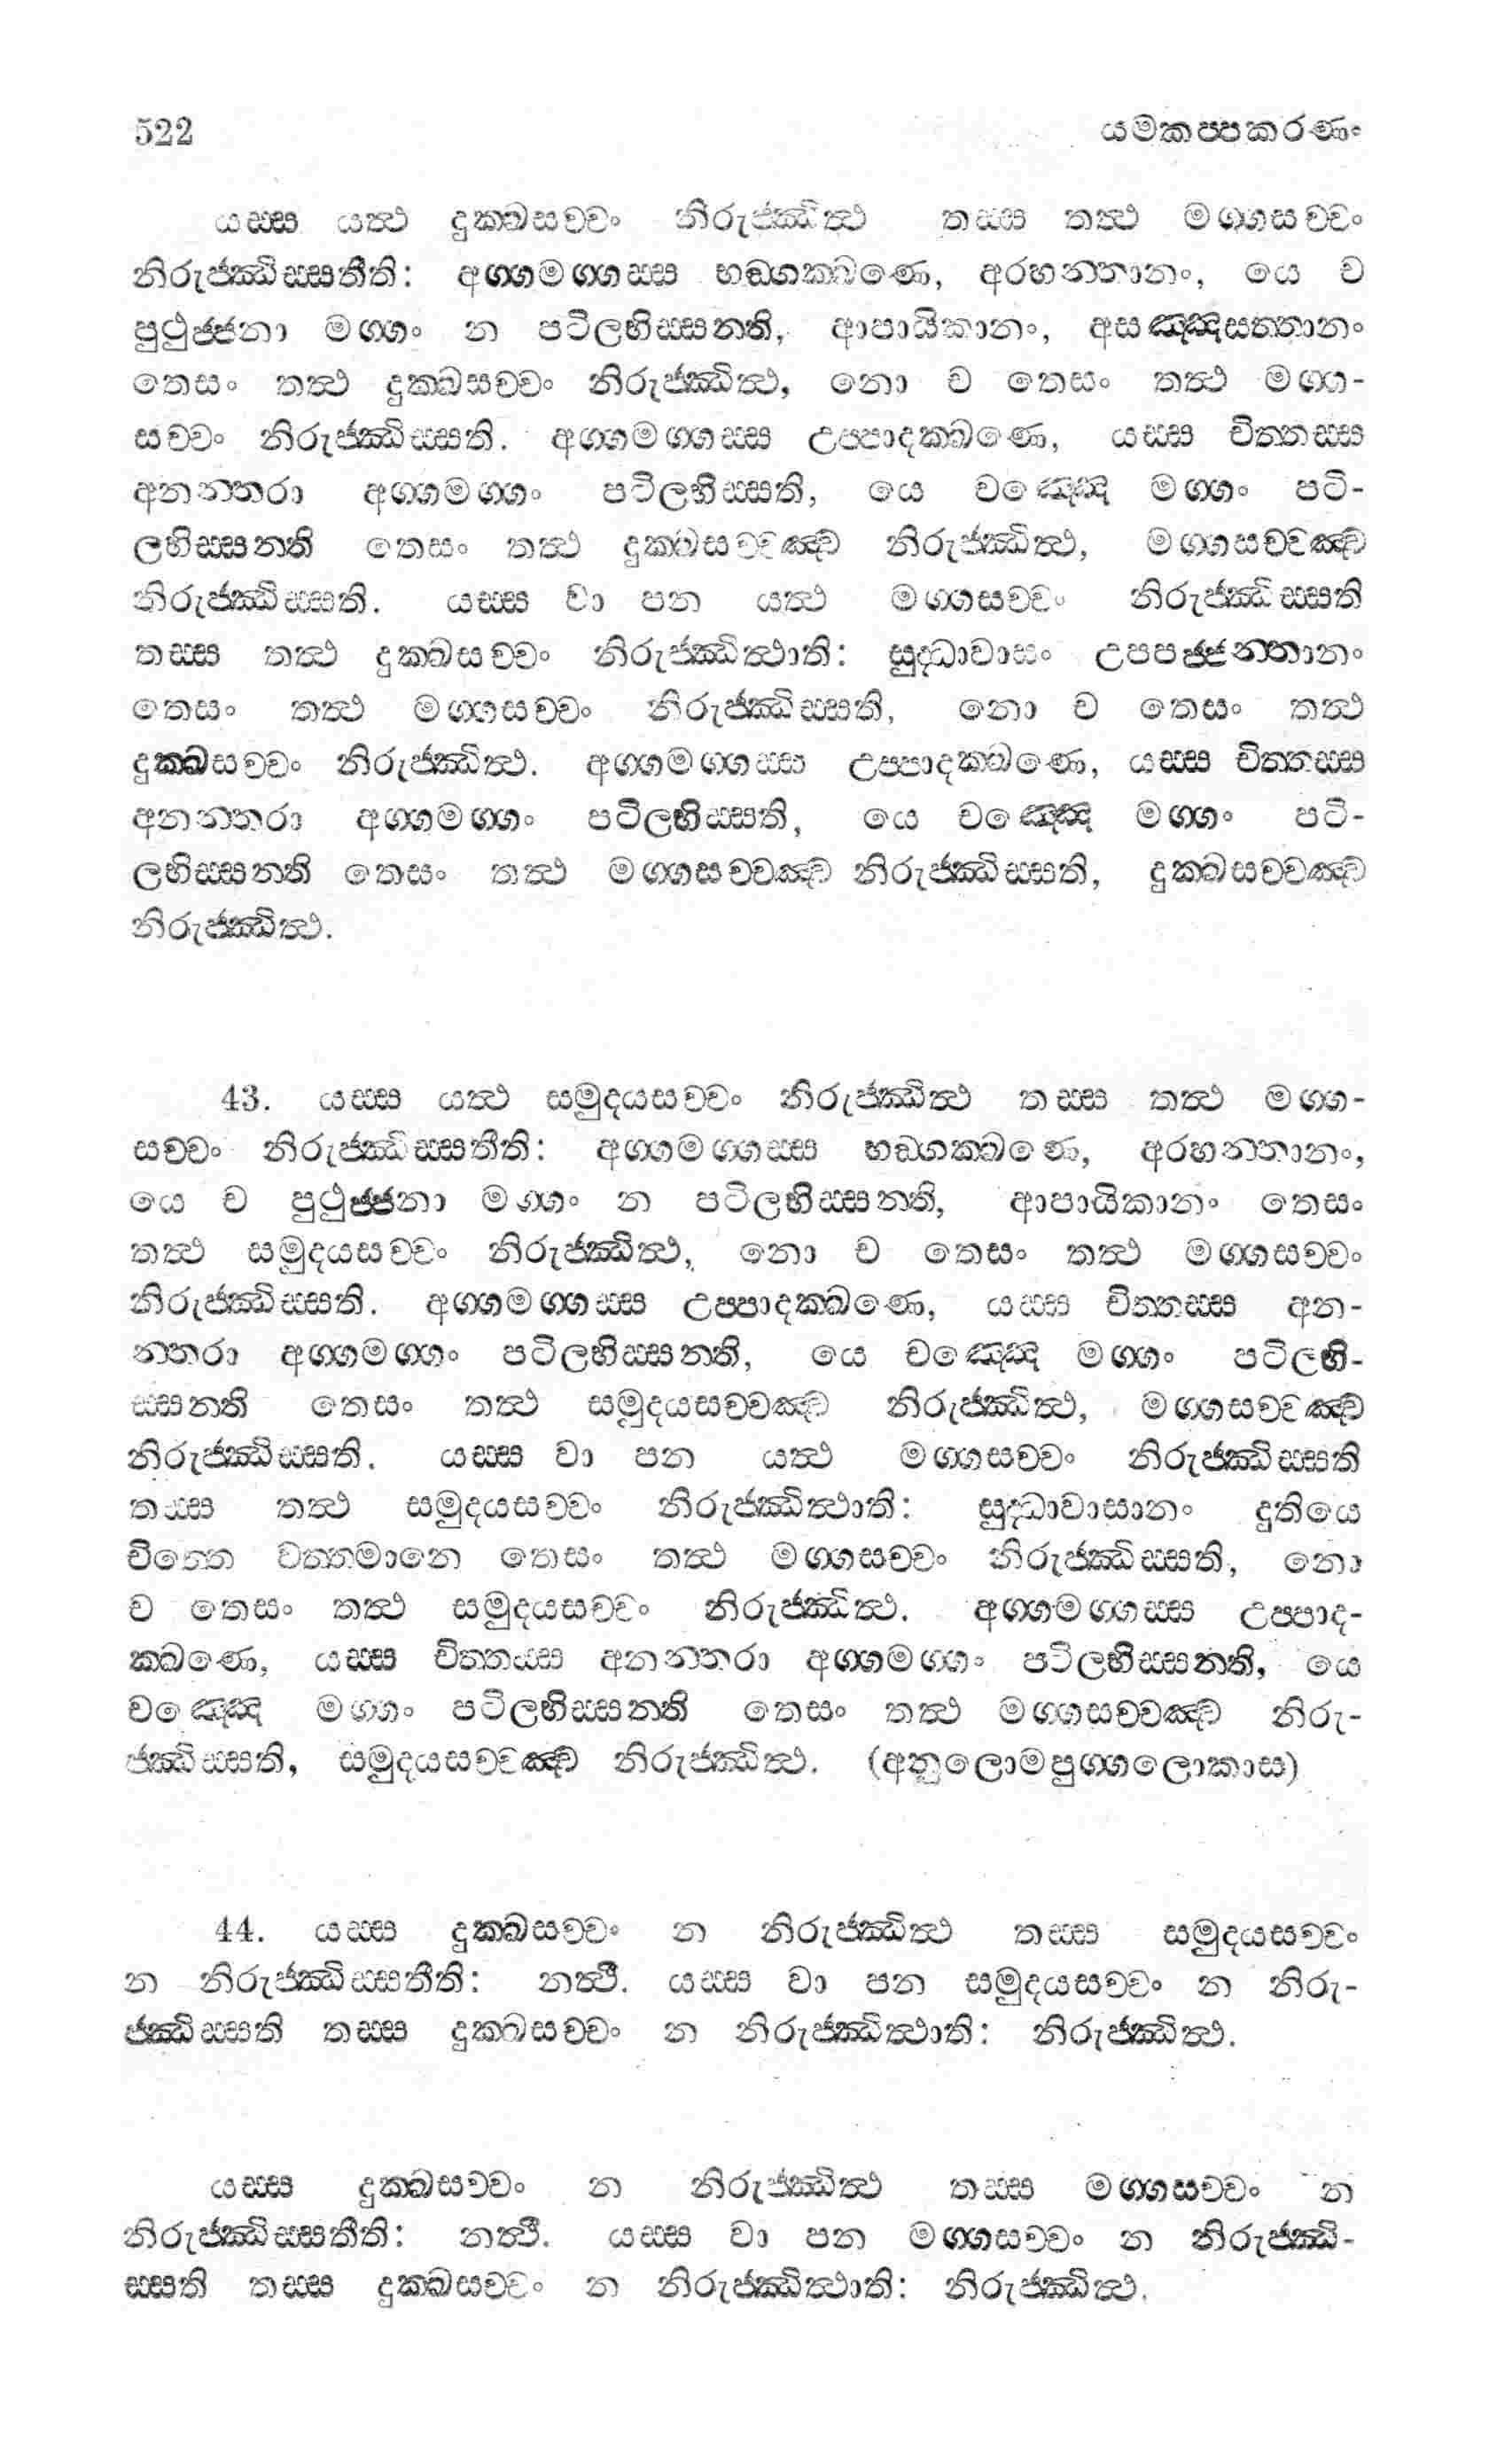 522 යමකප්පකරණං
යස්ස යත්ථ දුක්ඛසච්චං නිරුජ්ඣිත්ථ තස්ස තත්ථ මග්ගසච්චං
නිරුජ්ඣිස්සතීති: අග්ගමග්ගස්ස භඞ්ගක්ඛණෙ, අරහන්තානං, යෙ ච
පුථුජ්ජනා මග්ගං න පටිලභිස්සන්ති, ආපායිකානං, අසඤ්ඤසත්තානං
තෙසං තත්ථ දුක්ඛසච්චං නිරුජ්ඣිත්ථ, නො ච තෙසං තත්ථ මග්ග-
සච්චං නිරුජ්ඣිස්සති. අග්ගමග්ගස්ස උප්පාදක්ඛණෙ, යස්ස චිත්තස්ස
අනන්තරා අග්ගමග්ගං පටිලභිස්සති, යෙ චඤ්ඤෙ මග්ගං පටි-
ලභිස්සන්ති තෙසං තත්ථ දුක්ඛසච්චඤ්ච නිරුජ්ඣිත්ථ, මග්ගසච්චඤ්ච
නිරුජ්ඣිස්සති. යස්ස වා පන යත්ථ මග්ගසච්චං නිරුජ්ඣිස්සති
තස්ස තත්ථ දුක්ඛසච්චං නිරුජ්ඣිත්ථාති: සුද්ධාවාසං උපපජ්ජන්තානං
තෙසං තත්ථ මග්ගසච්චං නිරුජ්ඣිස්සති, නො ච තෙසං තත්ථ
දුක්ඛසච්චං නිරුජ්ඣිත්ථ. අග්ගමග්ගස්ස උප්පාදක්ඛණෙ, යස්ස චිත්තස්ස
අනන්තරා අග්ගමග්ගං පටිලභිස්සති, යෙ චඤ්ඤෙ මග්ගං පටි-
ලභිස්සන්ති තෙසං තත්ථ මග්ගසච්චඤ්ච නිරුජ්ඣිස්සති, දුක්ඛසච්චඤ්ච
නිරුජ්ඣිත්ථ.
43. යස්ස යත්ථ සමුදයසච්චං නිරුජ්ඣිත්ථ තස්ස තත්ථ මග්ග-
සච්චං නිරුජ්ඣිස්සතීති: අග්ගමග්ගස්ස භඞ්ගක්ඛණෙ, අරහන්තානං,
යෙ ච පුථුජ්ජනා මග්ගං න පටිලභිස්සන්ති, ආපායිකානං තෙසං
තත්ථ සමුදයසච්චං නිරුජ්ඣිත්ථ, නො ච තෙසං තත්ථ මග්ගසච්චං
නිරුජ්ඣිස්සති. අග්ගමග්ගස්ස උප්පාදක්ඛණෙ, යස්ස චිත්තස්ස අන-
න්තරා අග්ගමග්ගං පටිලභිස්සන්ති, යෙ චඤ්ඤෙ මග්ගං පටිලභි-
ස්සන්ති තෙසං තත්ථ සමුදයසච්චඤ්ච නිරුජ්ඣිත්ථ, මග්ගසච්චඤ්ච
නිරුජ්ඣිස්සති. යස්ස වා පන යත්ථ මග්ගසච්චං නිරුජ්ඣිස්සති
තස්ස තත්ථ සමුදයසච්චං නිරුජ්ඣිත්ථාති: සුද්ධාවාසානං දුතියෙ
චිත්තෙ වත්තමානෙ තෙසං තත්ථ මග්ගසච්චං නිරුජ්ඣිස්සති, නො
ච තෙසං තත්ථ සමුදයසච්චං නිරුජ්ඣිත්ථ. අග්ගමග්ගස්ස උප්පාද-
ක්ඛණෙ, යස්ස චිත්තස්ස අනන්තරා අග්ගමග්ගං පටිලභිස්සන්ති, යෙ
චඤ්ඤෙ මග්ගං පටිලභිස්සන්ති තෙසං තත්ථ මග්ගසච්චඤ්ච නිරු-
ජ්ඣිස්සති, සමුදයසච්චඤ්ච නිරුජ්ඣිත්ථ. (අනුලොමපුග්ගලොකාස)
44. යස්ස දුක්ඛසච්චං න නිරුජ්ඣිත්ථ තස්ස සමුදයසච්චං
න නිරුජ්ඣිස්සතීති: නත්ථි. යස්ස වා පන සමුදයසච්චං න නිරු-
ජ්ඣිස්සති තස්ස දුක්ඛසච්චං න නිරුජ්ඣිත්ථාති: නිරුජ්ඣිත්ථ.
යස්ස දුක්ඛසච්චං න නිරුජ්ඣිත්ථ තස්ස මග්ගසච්චං න
නිරුජ්ඣිස්සතීති: නත්ථි. යස්ස වා පන මග්ගසච්චං න නිරුජ්ඣි-
ස්සති තස්ස දුක්ඛසච්චං න නිරුජ්ඣිත්ථාති: නිරුජ්ඣිත්ථ.